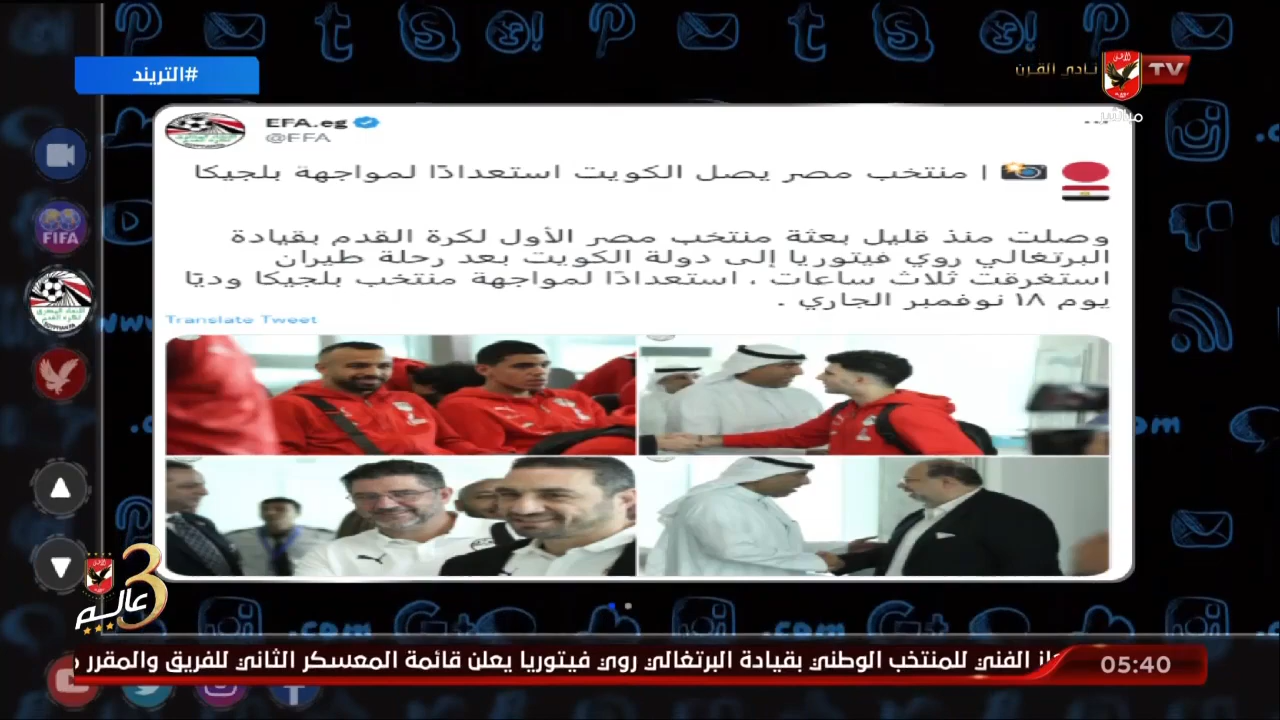 #التريند
نادي القرن
TV
مباشر
EFA.eg
@EFA
| منتخب مصر يصل الكويت استعدادًا لمواجهة بلجيكا
وصلت منذ قليل بعثة منتخب مصر الأول لكرة القدم بقيادة
البرتغالي روي فيتوريا إلى دولة الكويت بعد رحلة طيران
استغرقت ثلاث ساعات ، استعدادًا لمواجهة منتخب بلجيكا وديًا
يوم ١٨ نوفمبر الجاري .
Translate Tweet
FIFA
3 عالم
الفني للمنتخب الوطني بقيادة البرتغالي روي فيتوريا يعلن قائمة المعسكر الثاني للفريق والمقرر
05:40